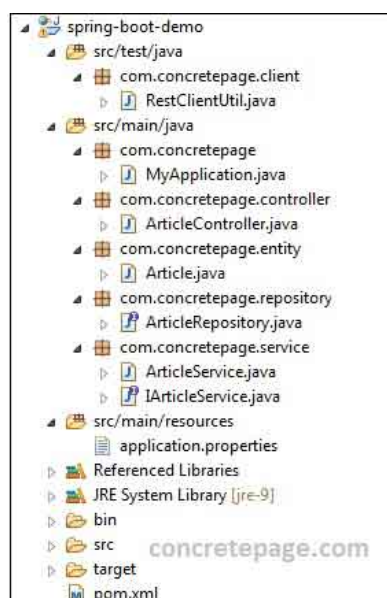 spring-boot-demo
src/test/java
com.concretepage.client
RestClientUtil.java
src/main/java
com.concretepage
MyApplication.java
com.concretepage.controller
ArticleController.java
com.concretepage.entity
Article.java
com.concretepage.repository
ArticleRepository.java
com.concretepage.service
ArticleService.java
IArticleService.java
src/main/resources
application.properties
Referenced Libraries
JRE System Library [jre-9]
bin
src
concretepage.com
target
pom.xml